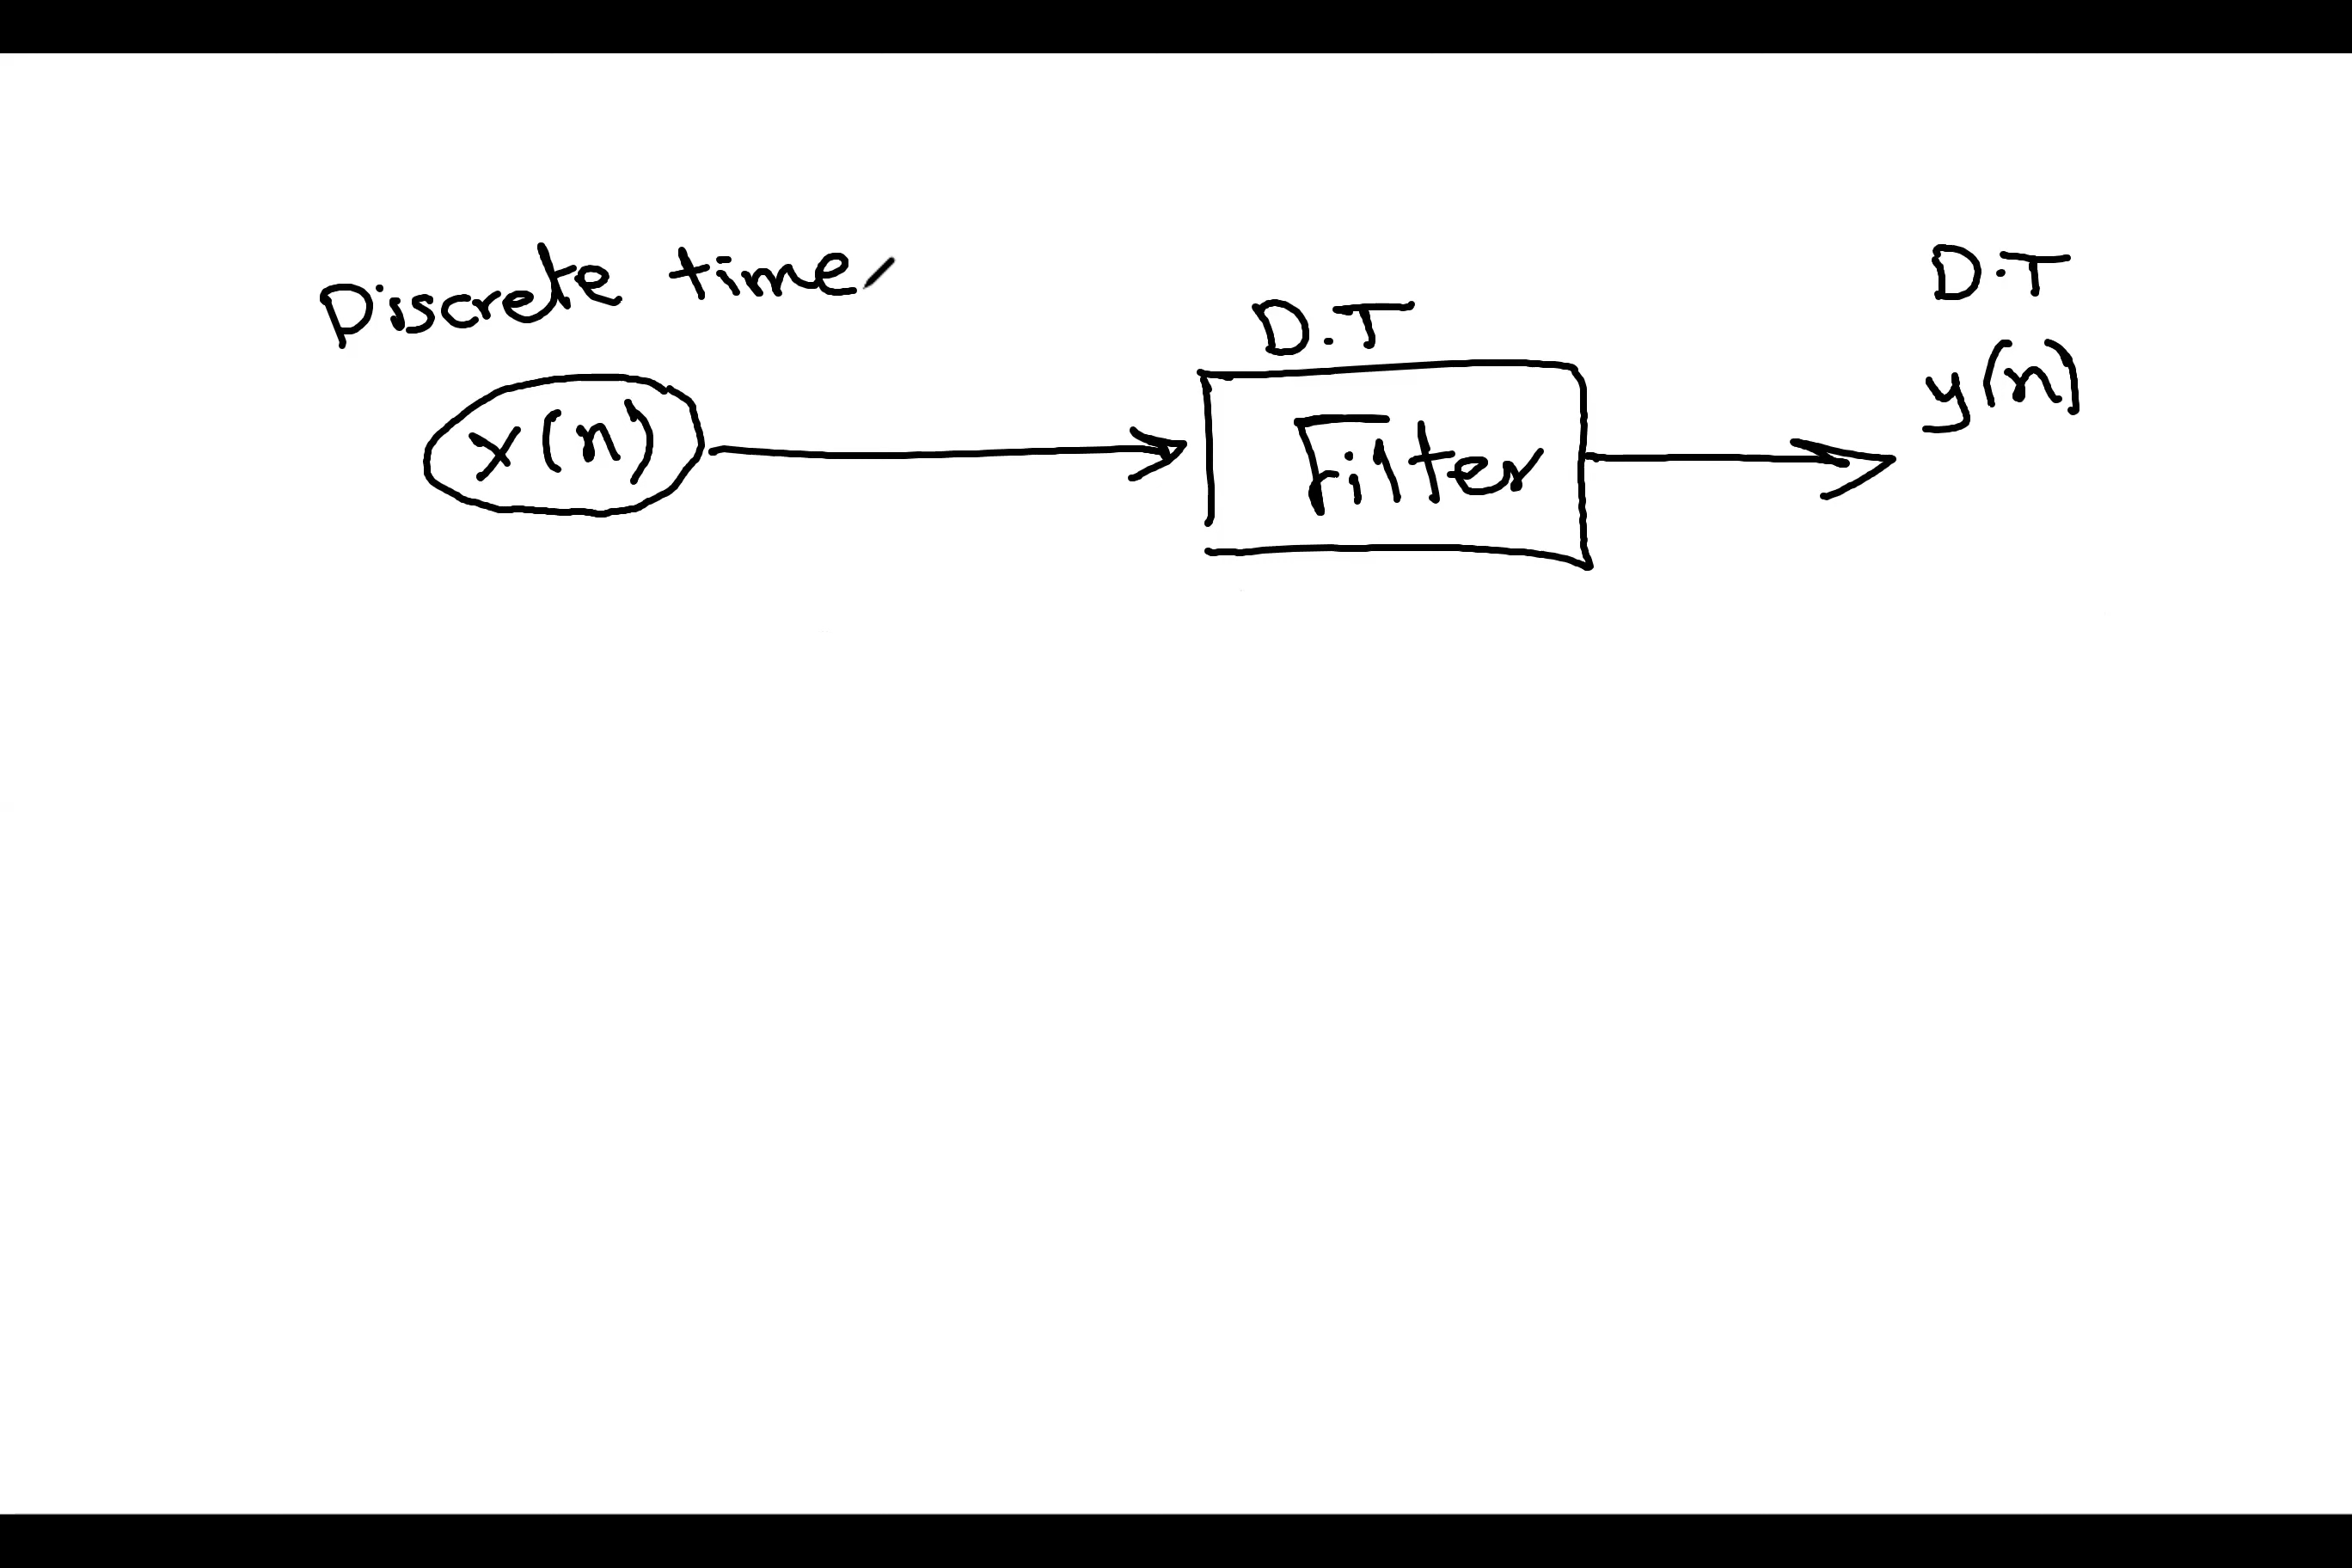 Discrete time
D.T
D.T
x(n)
Filter
y(n)